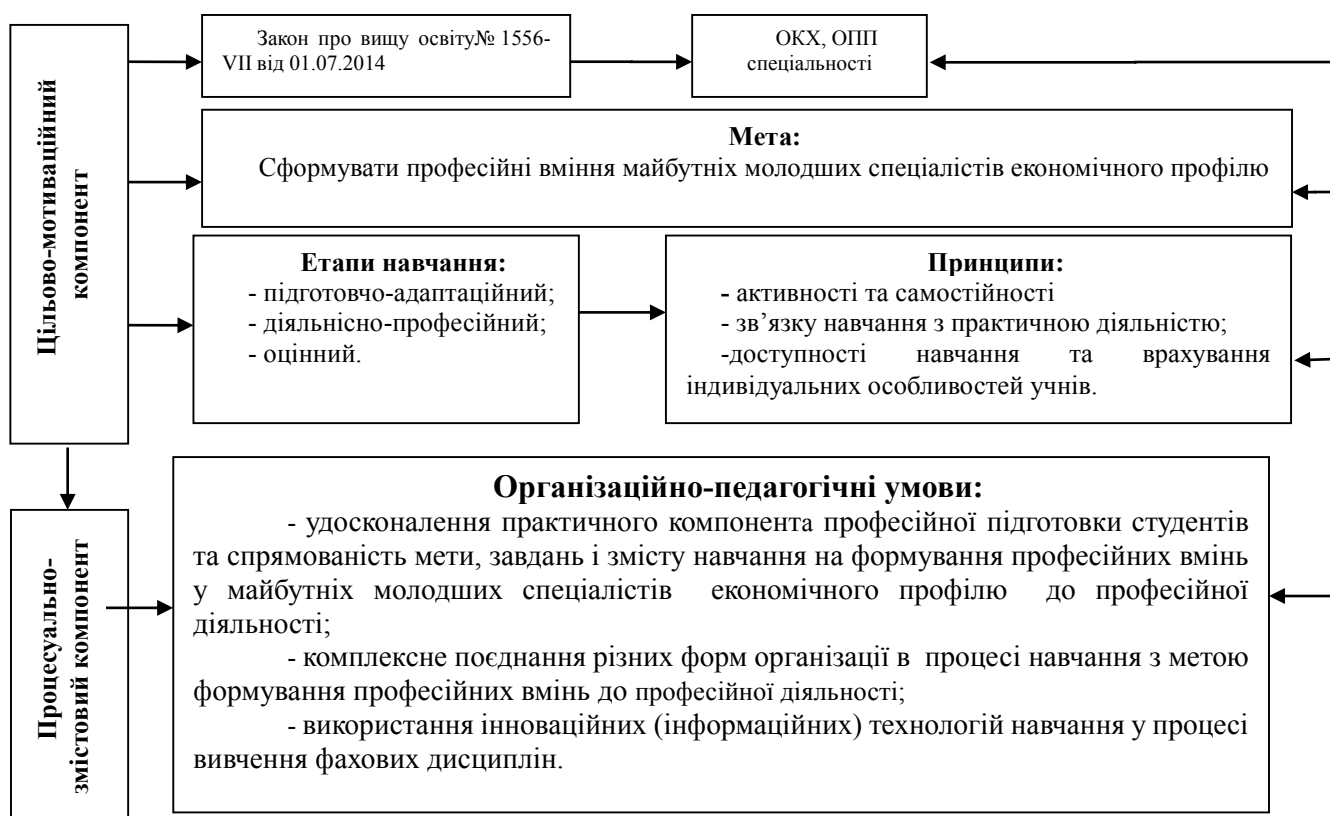 Цільово-мотиваційний
компонент
Закон про вищу освіту№ 1556-
VII від 01.07.2014
ОКХ, ОПП
спеціальності
Мета:
Сформувати професійні вміння майбутніх молодших спеціалістів економічного профілю
Етапи навчання:
- підготовчо-адаптаційний;
- діяльнісно-професійний;
- оцінний.
Принципи:
- активності та самостійності
- зв’язку навчання з практичною діяльністю;
-доступності навчання та врахування
індивідуальних особливостей учнів.
Процесуально-
змістовий компонент
Організаційно-педагогічні умови:
- удосконалення практичного компонента професійної підготовки студентів
та спрямованість мети, завдань і змісту навчання на формування професійних вмінь
у майбутніх молодших спеціалістів економічного профілю до професійної
діяльності;
- комплексне поєднання різних форм організації в процесі навчання з метою
формування професійних вмінь до професійної діяльності;
- використання інноваційних (інформаційних) технологій навчання у процесі
вивчення фахових дисциплін.